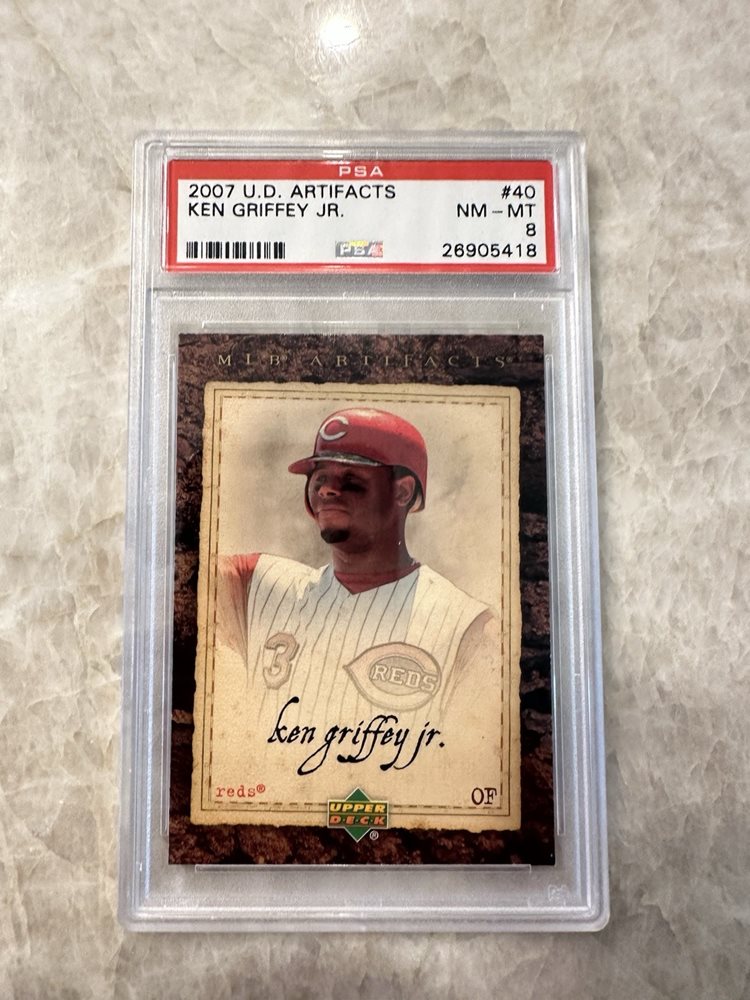 PSA
2007 U.D. ARTIFACTS #40
KEN GRIFFEY JR. NM - MT
8
PSA 26905418
MLB® ARTIFACTS®
C
3
REDS
ken griffey jr.
reds® OF
UPPER
DECK®